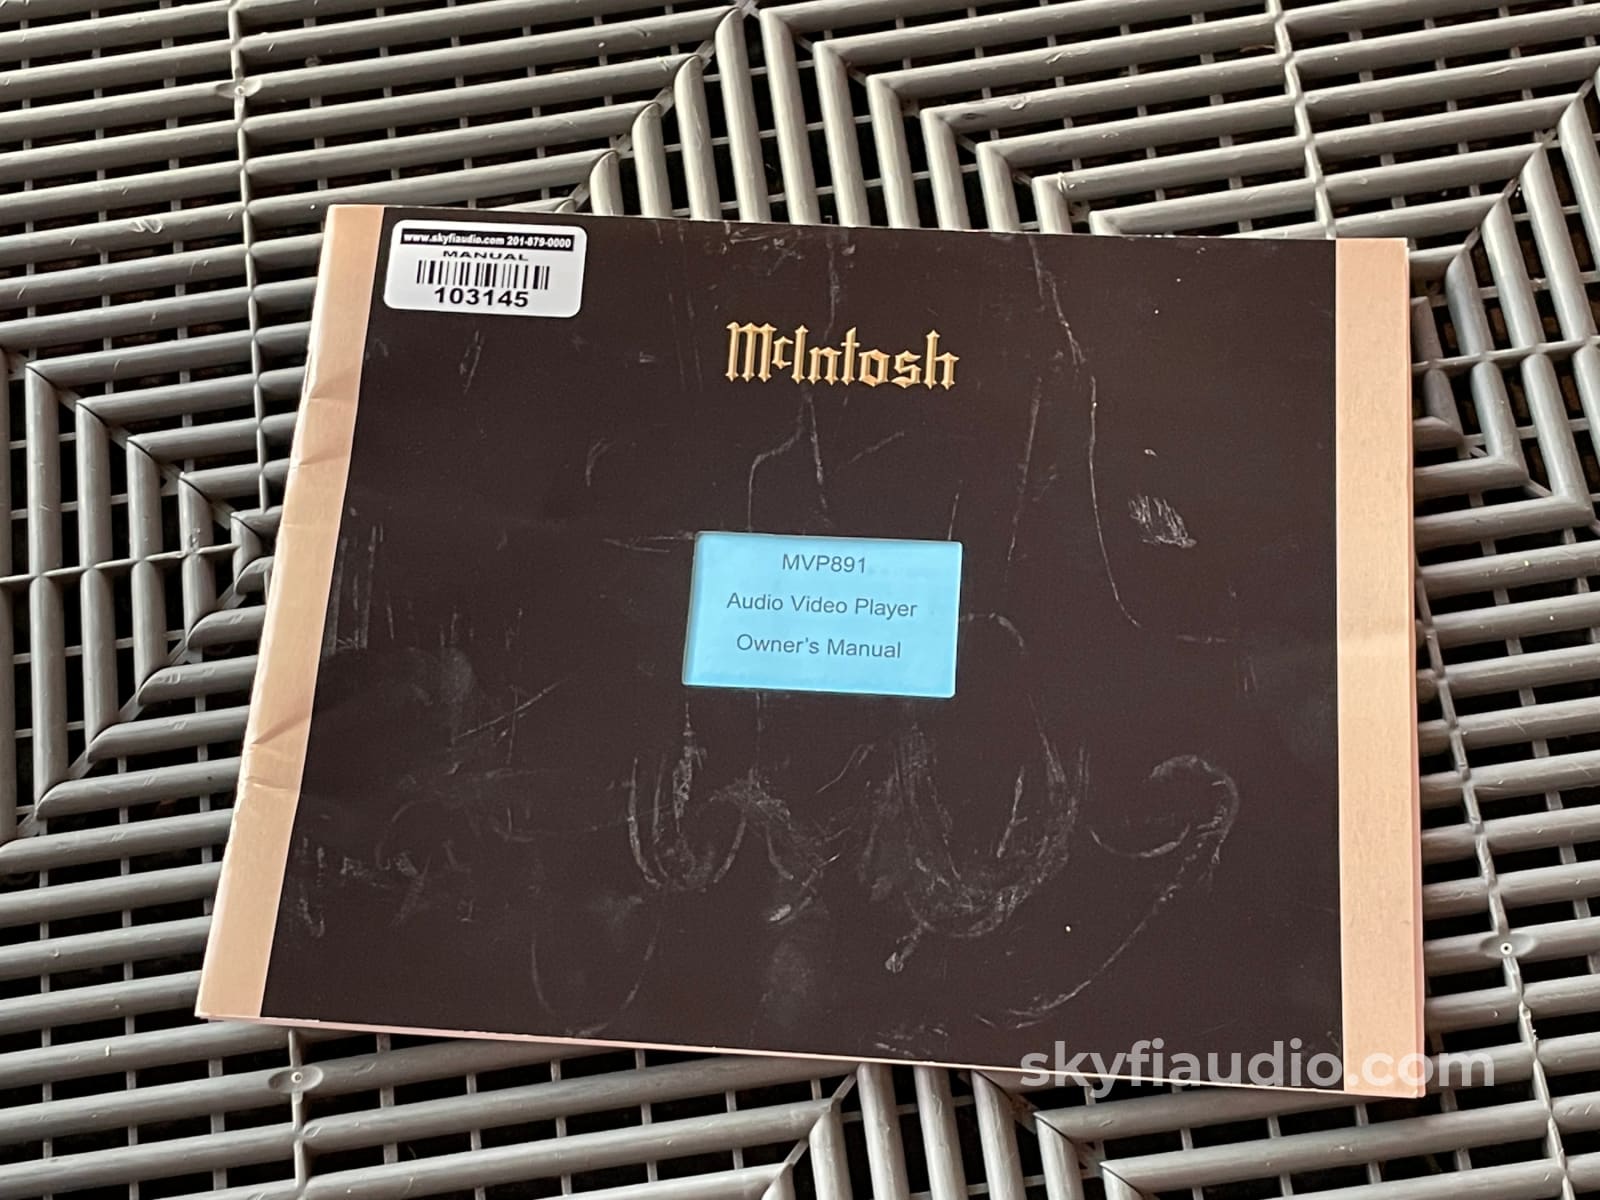 www.skyfiaudio.com 201-879-0000
MANUAL
103145
McIntosh
MVP891
Audio Video Player
Owner's Manual
skyfiaudio.com